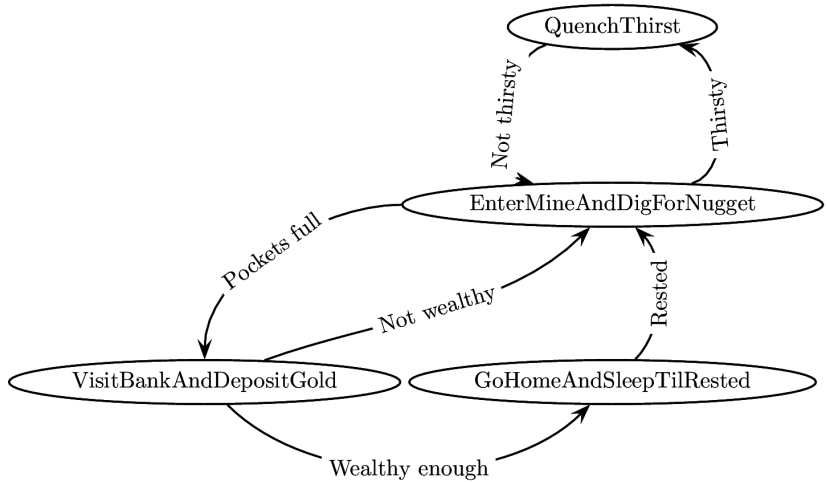 QuenchThirst
Not thirsty
Thirsty
EnterMineAndDigForNugget
Pockets full
Not wealthy
Rested
VisitBankAndDepositGold
GoHomeAndSleepTilRested
Wealthy enough